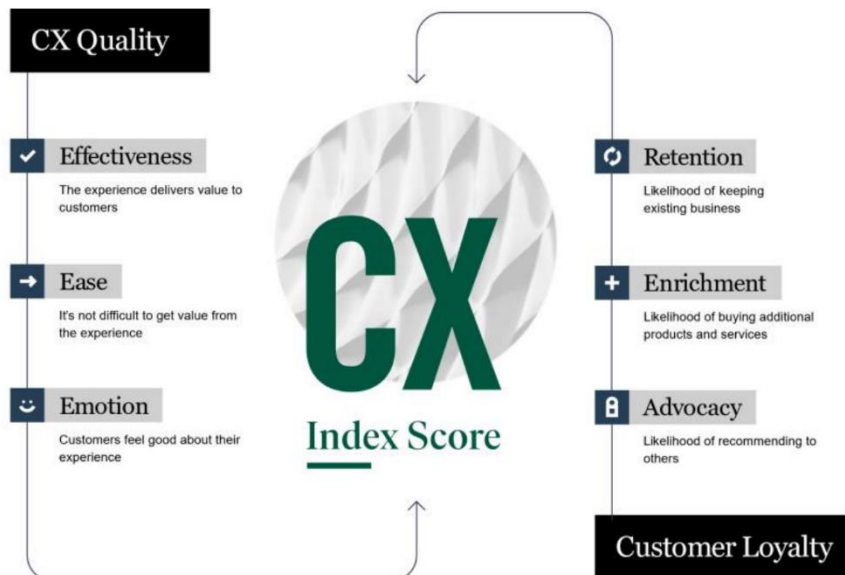 CX Quality
Effectiveness
The experience delivers value to
customers
Ease
It's not difficult to get value from
the experience
Emotion
Customers feel good about their
experience
CX
Index Score
Retention
Likelihood of keeping
existing business
Enrichment
Likelihood of buying additional
products and services
Advocacy
Likelihood of recommending to
others
Customer Loyalty